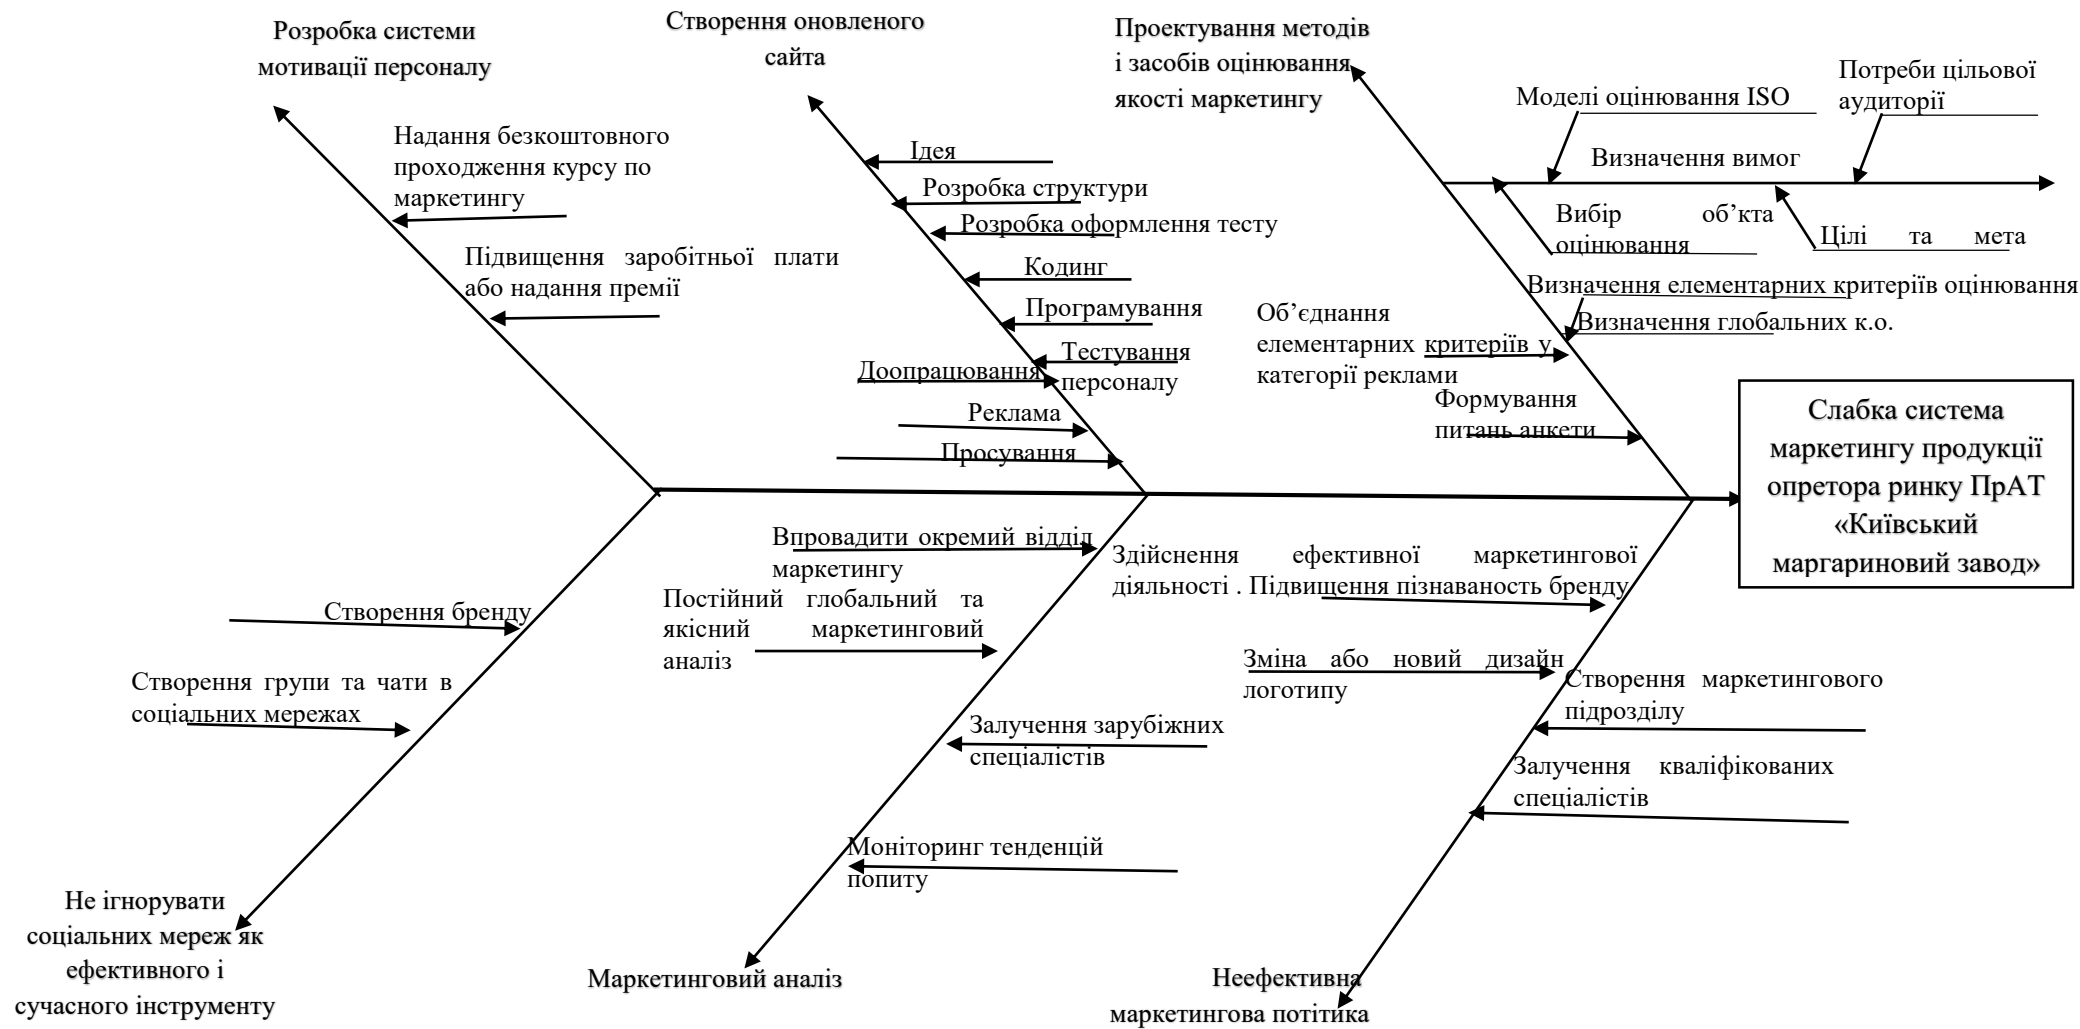 Розробка системи
мотивації персоналу
Створення оновленого
сайта
Проектування методів
і засобів оцінювання
якості маркетингу
Потреби цільової
аудиторії
Моделі оцінювання ISO
Визначення вимог
Вибір об’кта
оцінювання
Цілі та мета
Визначення елементарних критеріїв оцінювання
Визначення глобальних к.о.
Надання безкоштовного
проходження курсу по
маркетингу
Підвищення заробітньої плати
або надання премії
Ідея
Розробка структури
Розробка оформлення тесту
Кодинг
Програмування
Тестування
персоналу
Доопрацювання
Реклама
Просування
Об’єднання
елементарних критеріїв у
категорії реклами
Формування
питань анкети
Слабка система
маркетингу продукції
опретора ринку ПрАТ
«Київський
маргариновий завод»
Впровадити окремий відділ
маркетингу
Постійний глобальний та
якісний маркетинговий
аналіз
Здійснення ефективної маркетингової
діяльності . Підвищення пізнаваность бренду
Створення бренду
Створення групи та чати в
соціальних мережах
Зміна або новий дизайн
логотипу
Створення маркетингового
підрозділу
Залучення зарубіжних
спеціалістів
Залучення кваліфікованих
спеціалістів
Моніторинг тенденцій
попиту
Не ігнорувати
соціальних мереж як
ефективного і
сучасного інструменту
Маркетинговий аналіз
Неефективна
маркетингова потітика